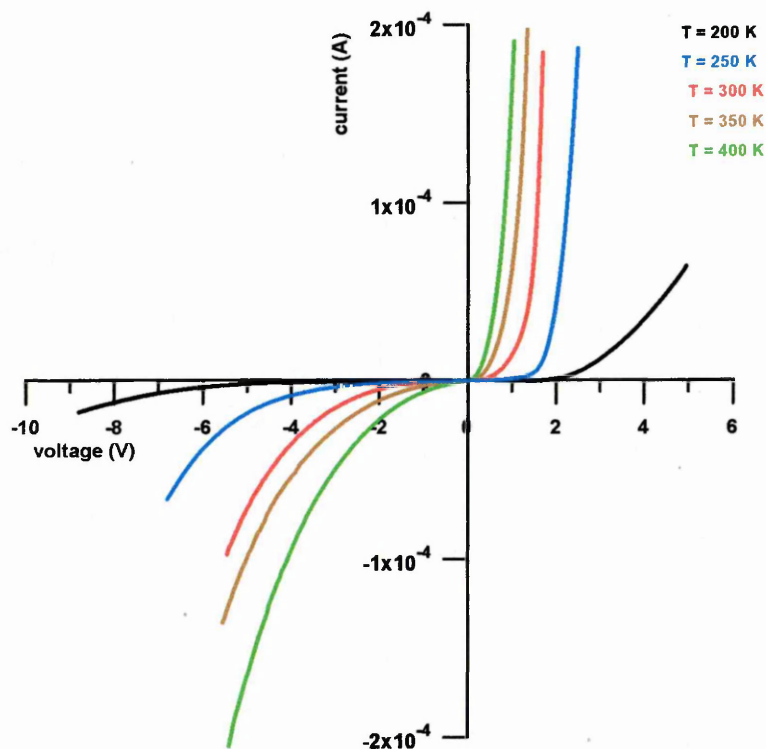 2x10⁻⁴
current (A)
T = 200 K
T = 250 K
T = 300 K
T = 350 K
T = 400 K
1x10⁻⁴
0
-10 -8 -6 -4 -2 0 2 4 6
voltage (V)
-1x10⁻⁴
-2x10⁻⁴